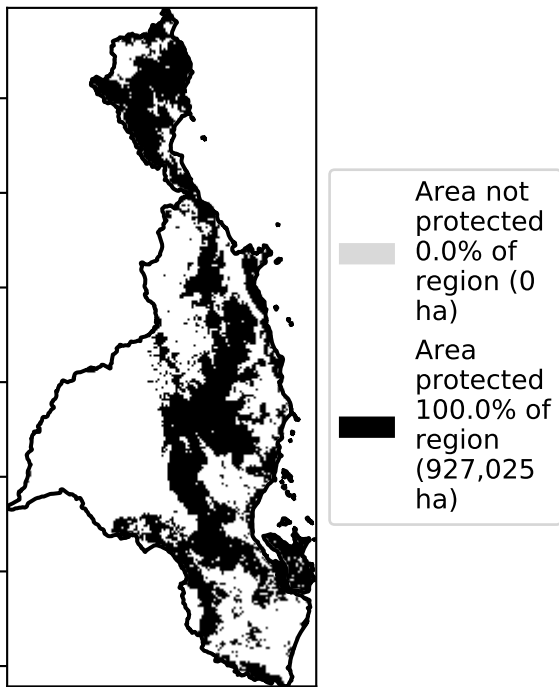 Area not
protected
0.0% of
region (0
ha)
Area
protected
100.0% of
region
(927,025
ha)